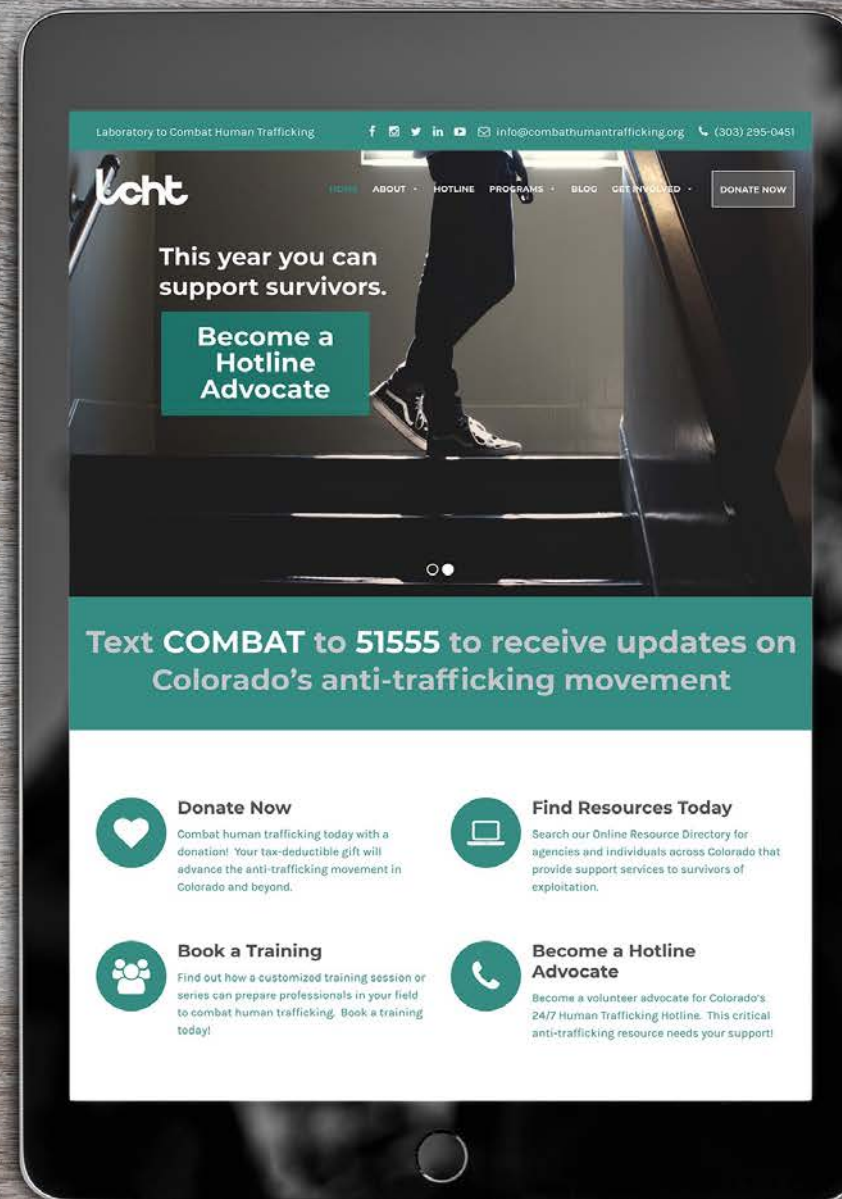 Laboratory to Combat Human Trafficking
info@combathumantrafficking.org
(303) 295-0451
lcht
HOME ABOUT HOTLINE PROGRAMS BLOG GET INVOLVED DONATE NOW
This year you can
support survivors.
Become a
Hotline
Advocate
Text COMBAT to 51555 to receive updates on
Colorado's anti-trafficking movement
Donate Now
Combat human trafficking today with a
donation! Your tax-deductible gift will
advance the anti-trafficking movement in
Colorado and beyond.
Find Resources Today
Search our Online Resource Directory for
agencies and individuals across Colorado that
provide support services to survivors of
exploitation.
Book a Training
Find out how a customized training session or
series can prepare professionals in your field
to combat human trafficking. Book a training
today!
Become a Hotline
Advocate
Become a volunteer advocate for Colorado's
24/7 Human Trafficking Hotline. This critical
anti-trafficking resource needs your support!